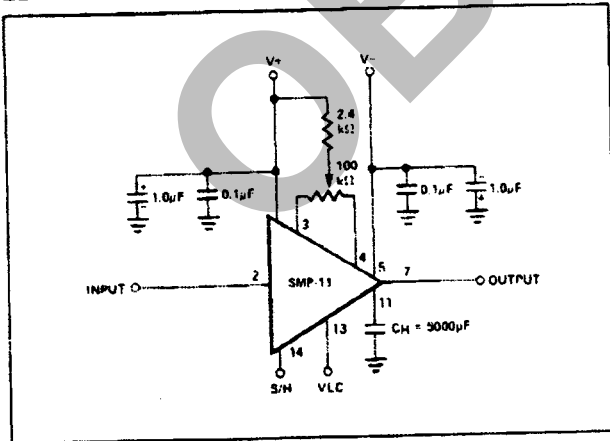 V+
V-
2.4
kΩ
100
kΩ
+
1.0µF
-
0.1µF
0.1µF
-
1.0µF
+
3
4
5
7
OUTPUT
INPUT
2
SMP-11
11
CH = 5000µF
13
14
S/H
VLC